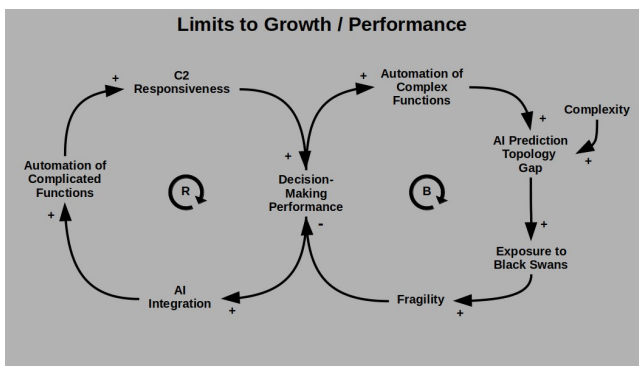 Limits to Growth / Performance
+
C2
Responsiveness
+
Automation of
Complex
Functions
Complexity
+
AI Prediction
Topology
Gap
+
Automation of
Complicated
Functions
+
R
+
Decision-
Making
Performance
-
B
+
Exposure to
Black Swans
AI
Integration
+
Fragility
+